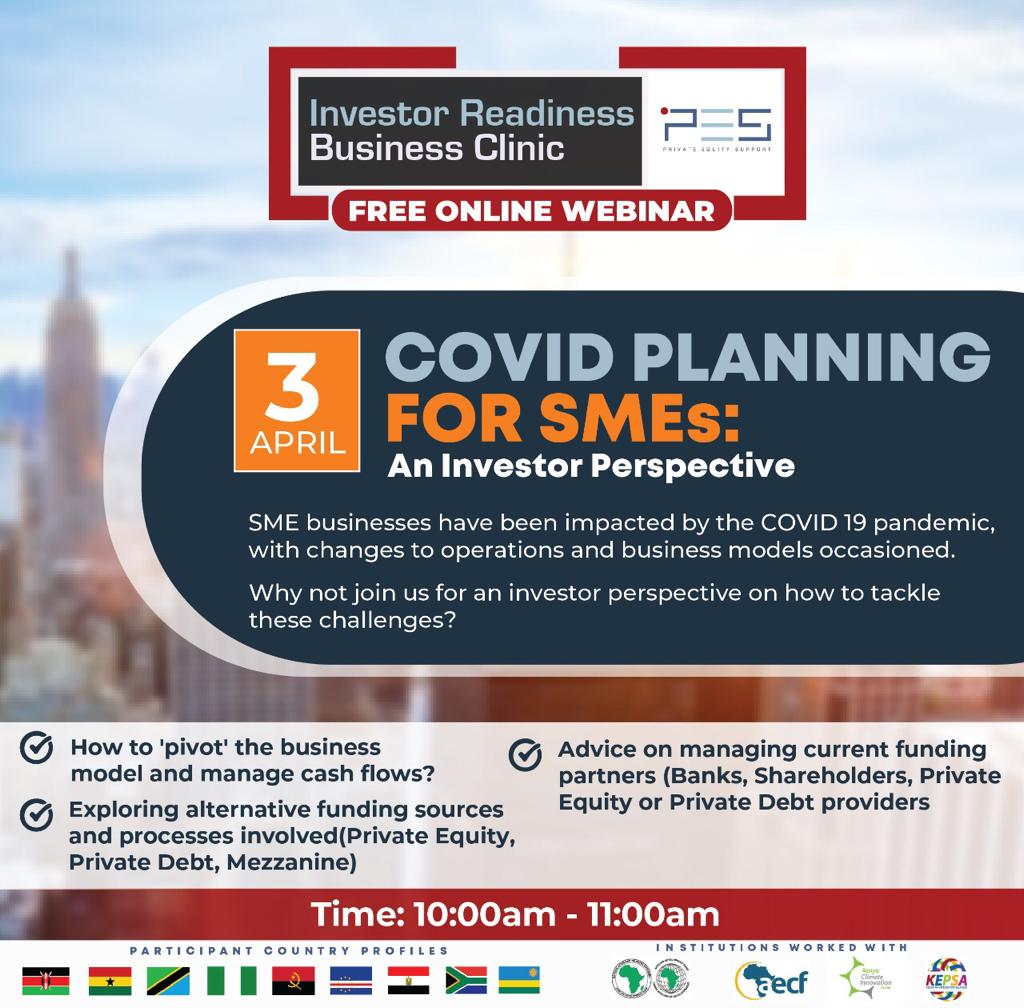 Investor Readiness
Business Clinic
PES
PRIVATE EQUITY SUPPORT
FREE ONLINE WEBINAR
3
APRIL
COVID PLANNING
FOR SMEs:
An Investor Perspective
SME businesses have been impacted by the COVID 19 pandemic,
with changes to operations and business models occasioned.
Why not join us for an investor perspective on how to tackle
these challenges?
How to 'pivot' the business
model and manage cash flows?
Exploring alternative funding sources
and processes involved(Private Equity,
Private Debt, Mezzanine)
Advice on managing current funding
partners (Banks, Shareholders, Private
Equity or Private Debt providers
Time: 10:00am - 11:00am
PARTICIPANT COUNTRY PROFILES
INSTITUTIONS WORKED WITH
aecf
Kenya
Climate
Innovation
KEPSA